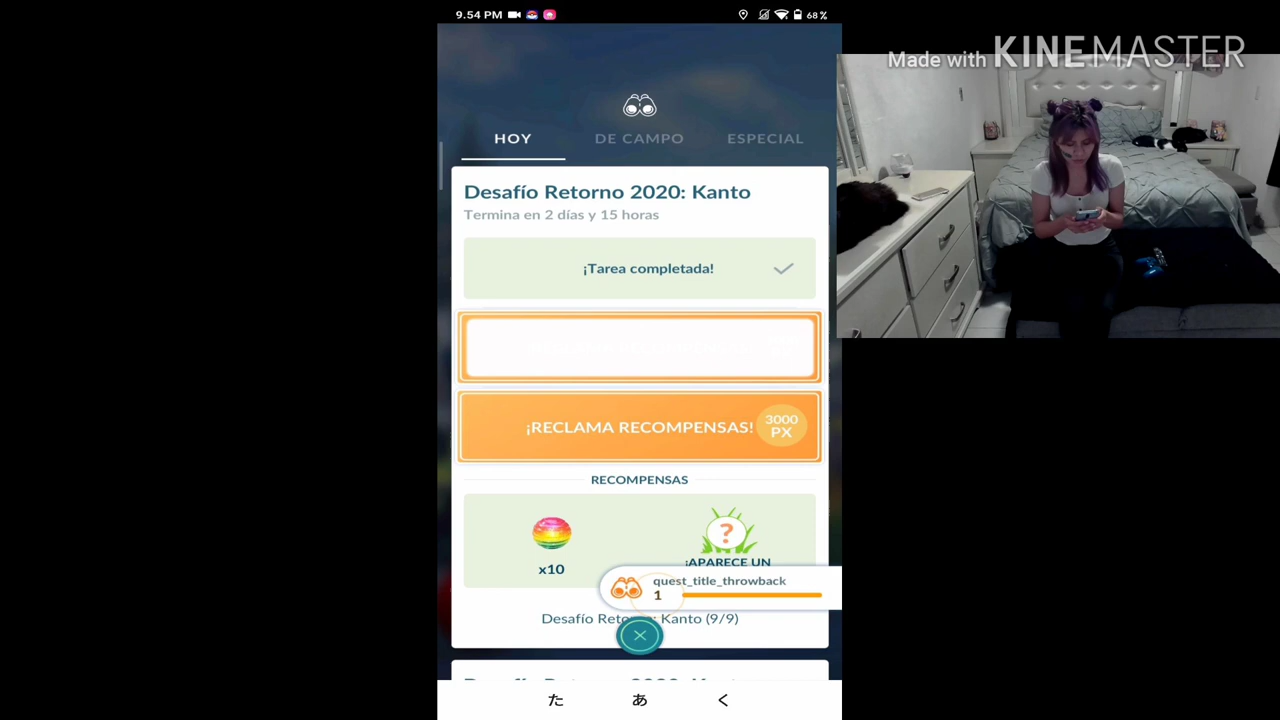 9.54 PM
68 %
Made with KINEMASTER
HOY
DE CAMPO
ESPECIAL
Desafío Retorno 2020: Kanto
Termina en 2 días y 15 horas
¡Tarea completada!
¡RECLAMA RECOMPENSAS!
3000
PX
RECOMPENSAS
?
x10
¡APARECE UN
quest_title_throwback
1
Desafío Retorno: Kanto (9/9)
た
あ
く